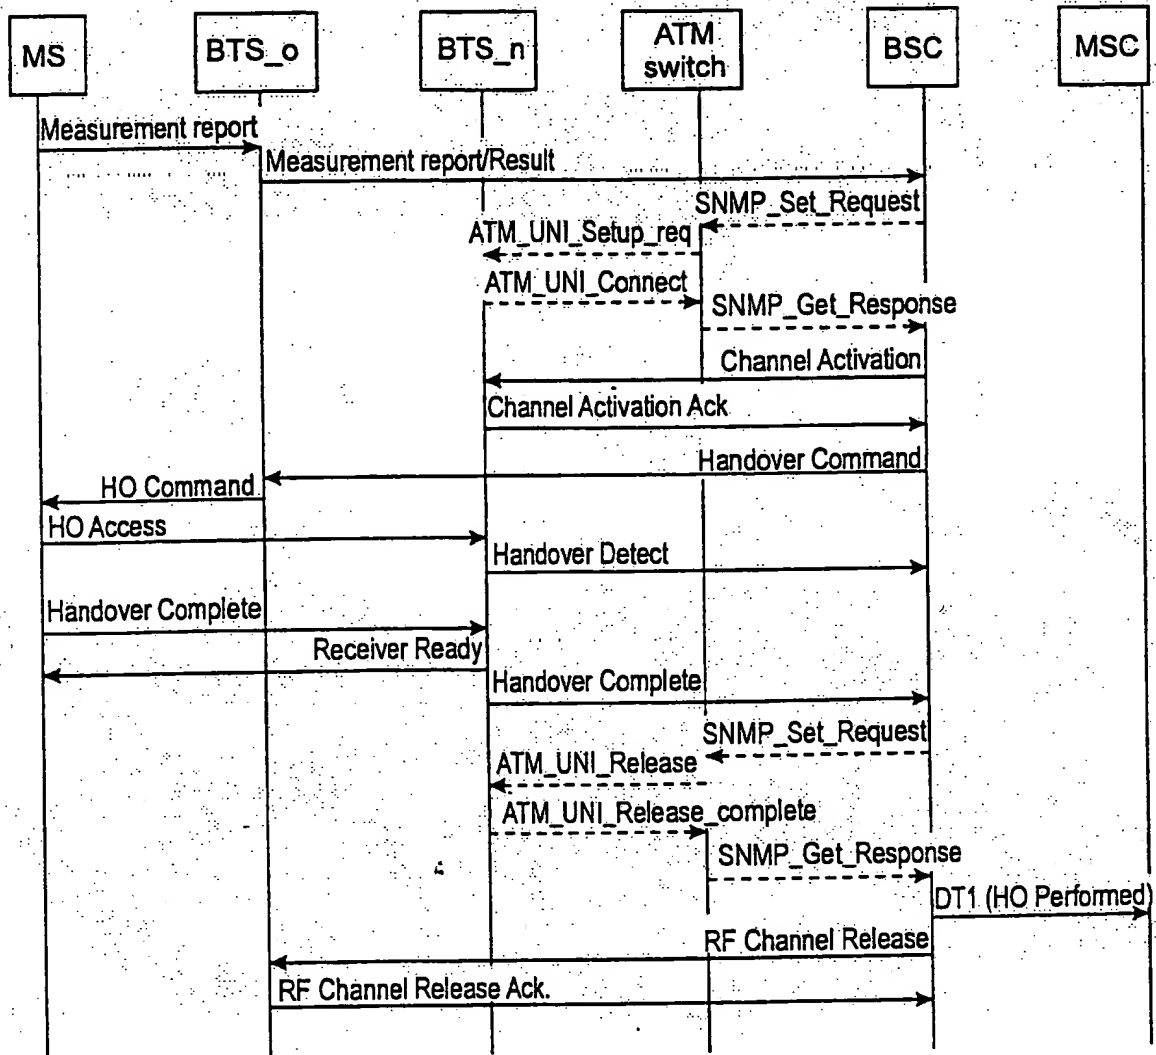 MS
BTS_o
BTS_n
ATM
switch
BSC
MSC
Measurement report
Measurement report/Result
SNMP_Set_Request
ATM_UNI_Setup_req
ATM_UNI_Connect
SNMP_Get_Response
Channel Activation
Channel Activation Ack
Handover Command
HO Command
HO Access
Handover Detect
Handover Complete
Receiver Ready
Handover Complete
SNMP_Set_Request
ATM_UNI_Release
ATM_UNI_Release_complete
SNMP_Get_Response
DT1 (HO Performed)
RF Channel Release
RF Channel Release Ack.